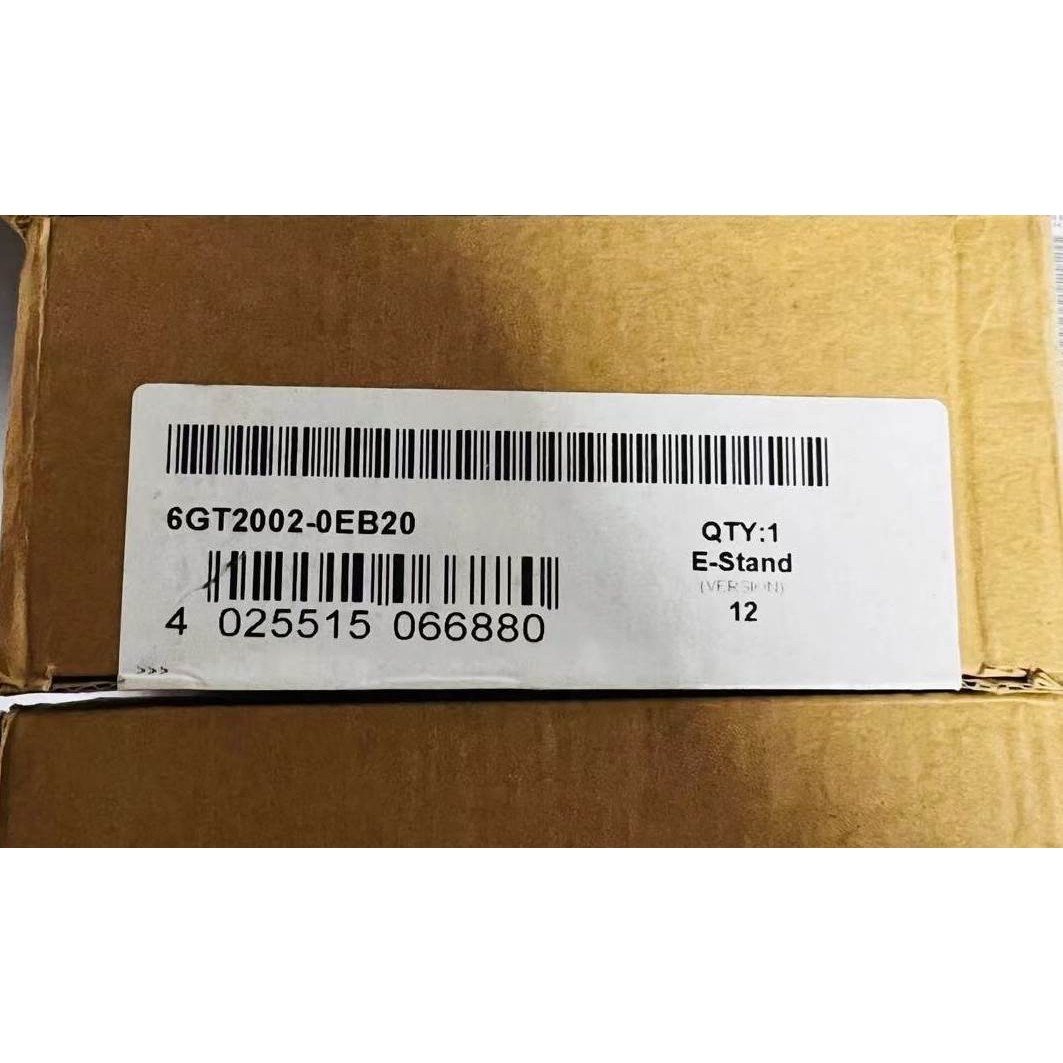 6GT2002-0EB20
QTY:1
E-Stand
(VERSION)
12
4 025515 066880
>>>